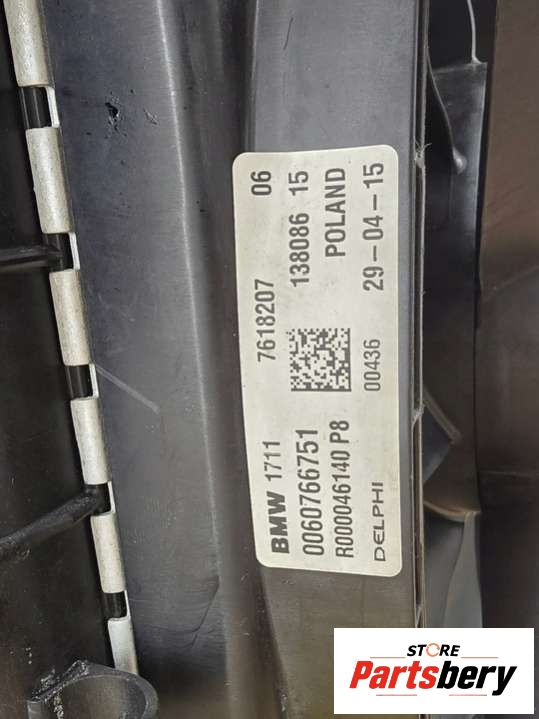 BMW 1711 7618207 06
0060766751 138086 15
R000046140 P8 POLAND
DELPHI 00436 29-04-15
STORE
Partsbery